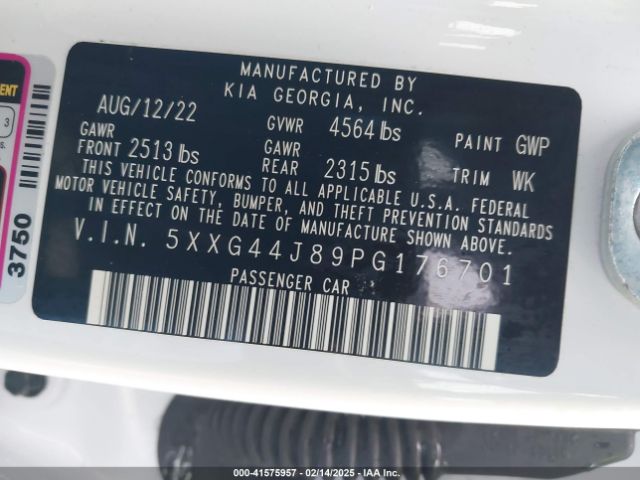 MANUFACTURED BY
KIA GEORGIA, INC.
AUG/12/22 GVWR 4564 lbs PAINT GWP
GAWR GAWR
FRONT 2513 lbs REAR 2315 lbs TRIM WK
THIS VEHICLE CONFORMS TO ALL APPLICABLE U.S.A. FEDERAL
MOTOR VEHICLE SAFETY, BUMPER, AND THEFT PREVENTION STANDARDS
IN EFFECT ON THE DATE OF MANUFACTURE SHOWN ABOVE.
V.I.N. 5XXG44J89PG176701
PASSENGER CAR
3
3750
000-41575957 - 02/14/2025 - IAA Inc.